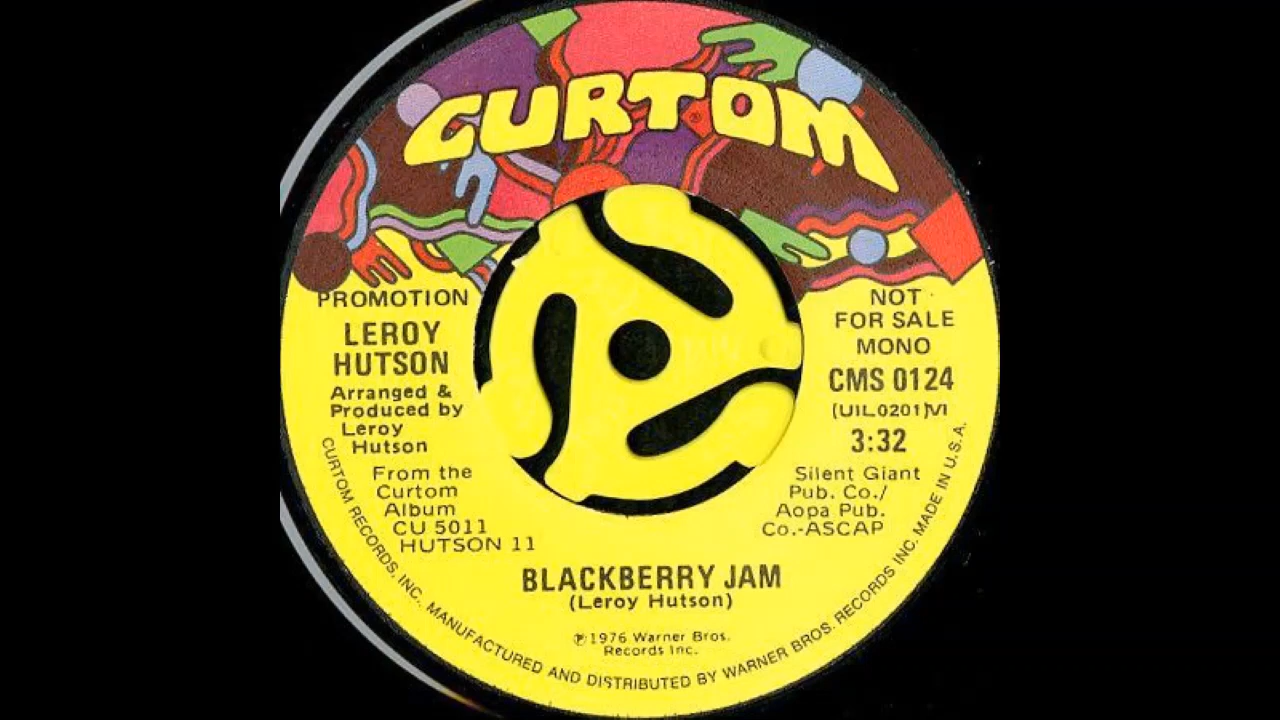 CURTOM
®
PROMOTION
LEROY
HUTSON
Arranged &
Produced by
Leroy
Hutson
From the
Curtom
Album
CU 5011
HUTSON 11
NOT
FOR SALE
MONO
CMS 0124
(UIL0201)VI
3:32
Silent Giant
Pub. Co./
Aopa Pub.
Co.-ASCAP
BLACKBERRY JAM
(Leroy Hutson)
℗1976 Warner Bros.
Records Inc.
CURTOM RECORDS, INC., MANUFACTURED AND DISTRIBUTED BY WARNER BROS. RECORDS INC. MADE IN U.S.A.